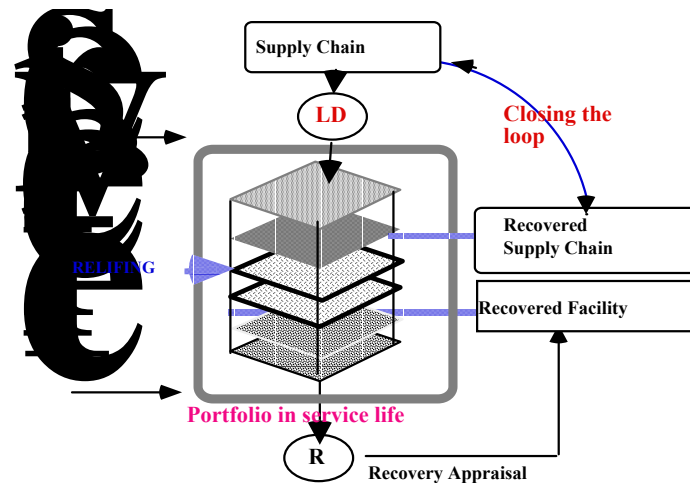 Supply Chain
LD
Closing the
loop
Recovered
Supply Chain
RELIFING
Recovered Facility
Portfolio in service life
R
Recovery Appraisal